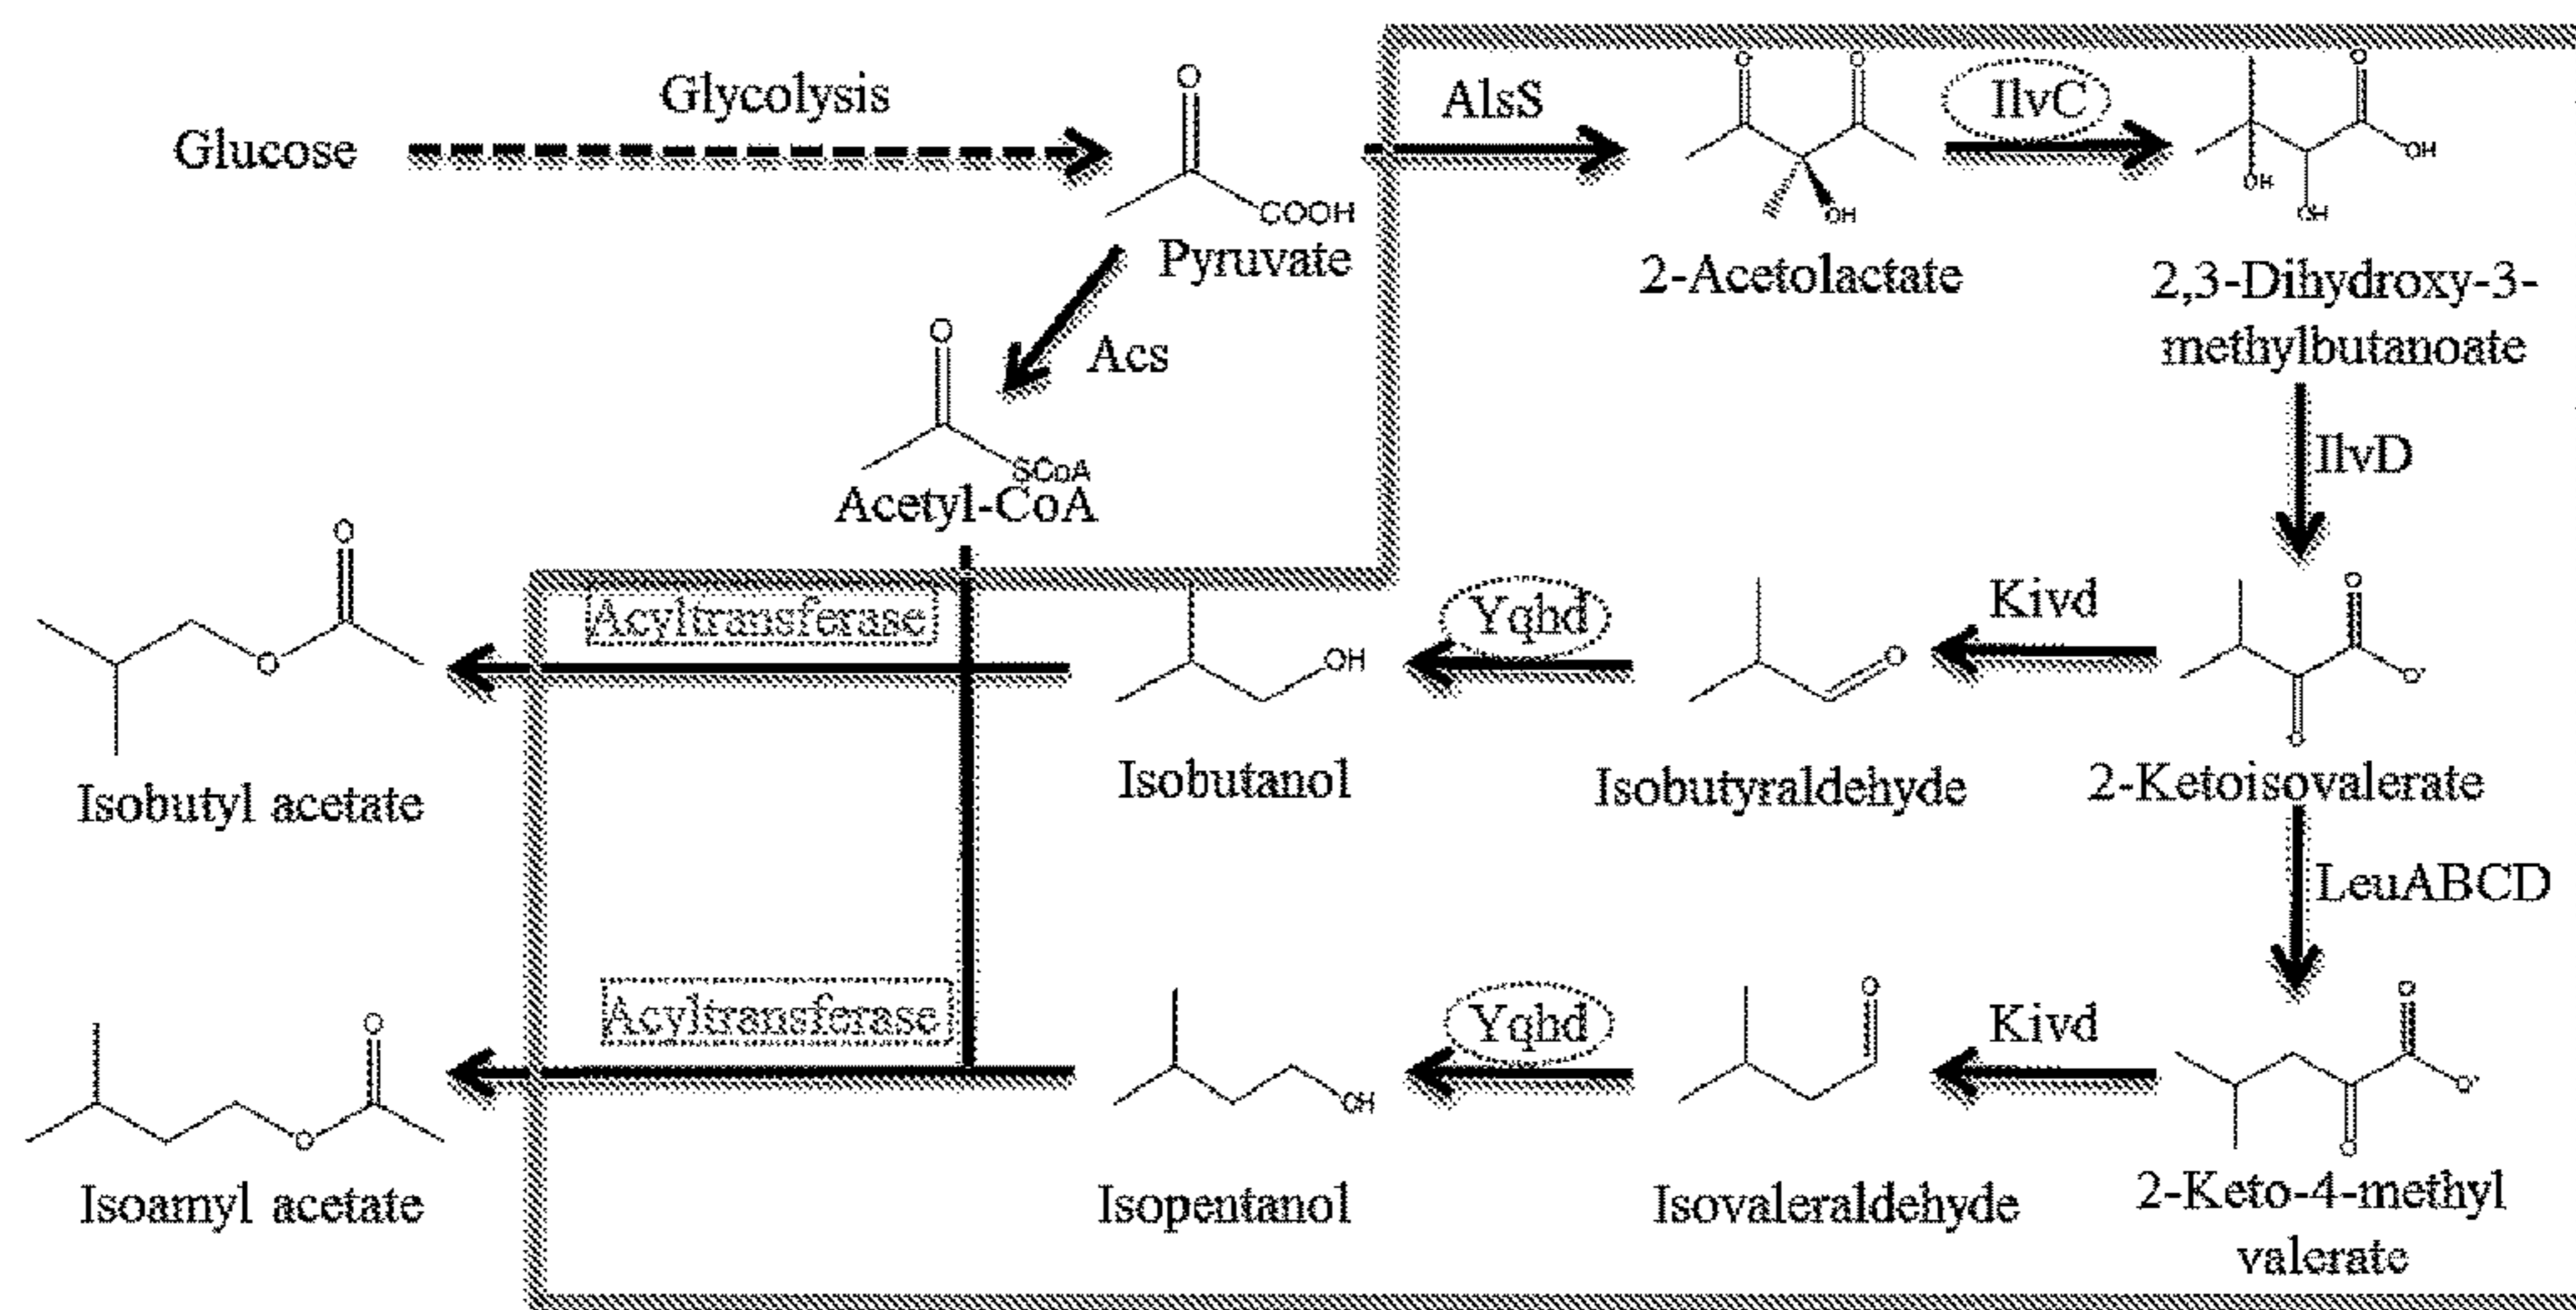 Glycolysis
Glucose
O
COOH
Pyruvate
AlsS
O
O
OH
2-Acetolactate
IlvC
O
OH
OH
OH
2,3-Dihydroxy-3-
methylbutanoate
Acs
O
SCoA
Acetyl-CoA
IlvD
O
O
Isobutyl acetate
Acyltransferase
OH
Isobutanol
Yqhd
O
Isobutyraldehyde
Kivd
O
O
O-
2-Ketoisovalerate
LeuABCD
O
O
Isoamyl acetate
Acyltransferase
OH
Isopentanol
Yqhd
O
Isovaleraldehyde
Kivd
O
O
O-
2-Keto-4-methyl
valerate